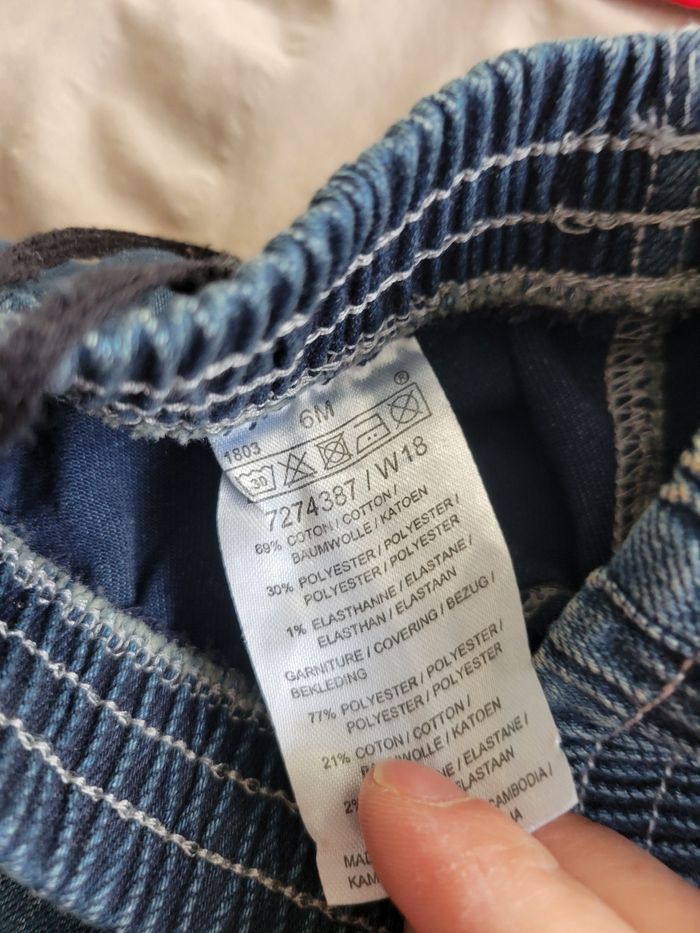 6M
®
1803
30
7274387 / W18
69% COTON / COTTON /
BAUMWOLLE / KATOEN
30% POLYESTER / POLYESTER /
POLYESTER / POLYESTER
1% ELASTHANNE / ELASTANE /
ELASTHAN / ELASTAAN
GARNITURE / COVERING / BEZUG /
BEKLEDING
77% POLYESTER / POLYESTER /
POLYESTER / POLYESTER
21% COTON / COTTON /
KATOEN
ELASTANE /
ELASTAAN
CAMBODIA /